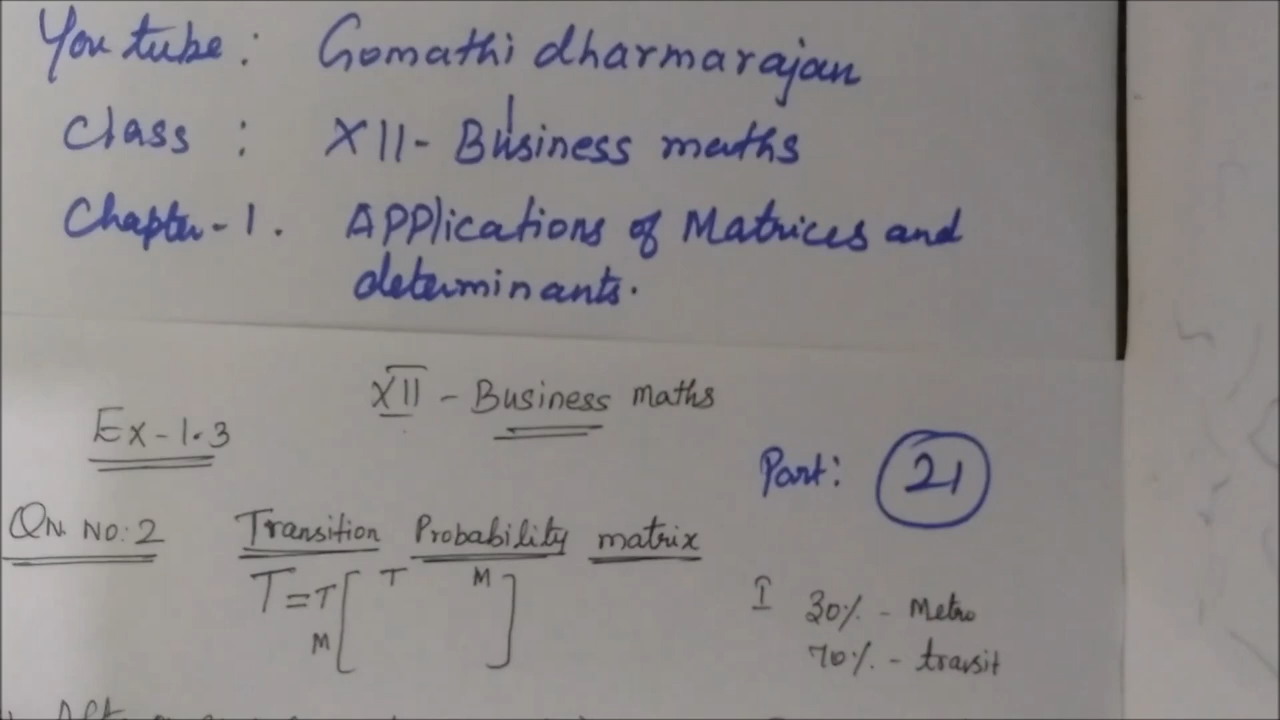 You tube : Gomathi dharmarajan
Class : XII - Business maths
Chapter - 1. Applications of Matrices and
determinants.
XII - Business Maths
Ex - 1.3
Part: 21
Qn. No: 2 Transition Probability matrix
T = T [ T M ]
M
I 30% - Metro
70% - transit